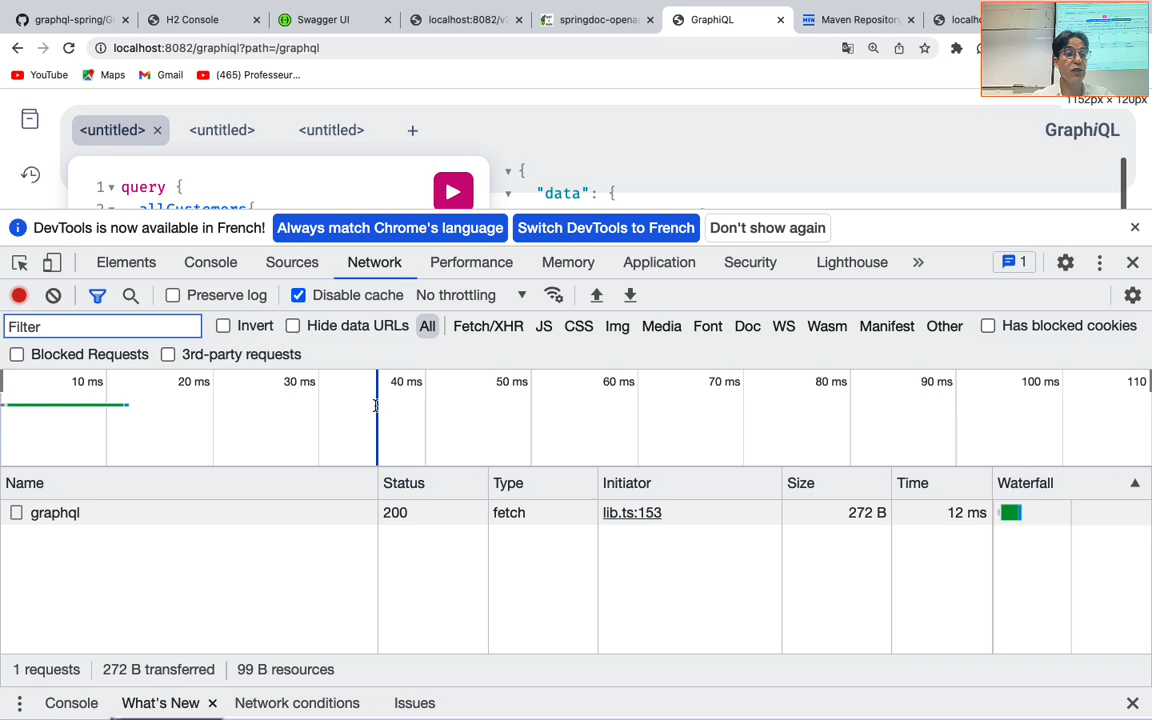 graphql-spring/G
H2 Console
Swagger UI
localhost:8082/v3
springdoc-opena
GraphiQL
Maven Repository
localh
localhost:8082/graphiql?path=/graphql
YouTube
Maps
Gmail
(465) Professeur...
1152px × 120px
<untitled>
<untitled>
<untitled>
+
GraphiQL
1
query {
2
allCustomers{
{
"data": {
DevTools is now available in French!
Always match Chrome's language
Switch DevTools to French
Don't show again
Elements
Console
Sources
Network
Performance
Memory
Application
Security
Lighthouse
»
1
Preserve log
Disable cache
No throttling
Filter
Invert
Hide data URLs
All
Fetch/XHR
JS
CSS
Img
Media
Font
Doc
WS
Wasm
Manifest
Other
Has blocked cookies
Blocked Requests
3rd-party requests
10 ms
20 ms
30 ms
40 ms
50 ms
60 ms
70 ms
80 ms
90 ms
100 ms
110
Name
Status
Type
Initiator
Size
Time
Waterfall
graphql
200
fetch
lib.ts:153
272 B
12 ms
1 requests
272 B transferred
99 B resources
Console
What's New
Network conditions
Issues